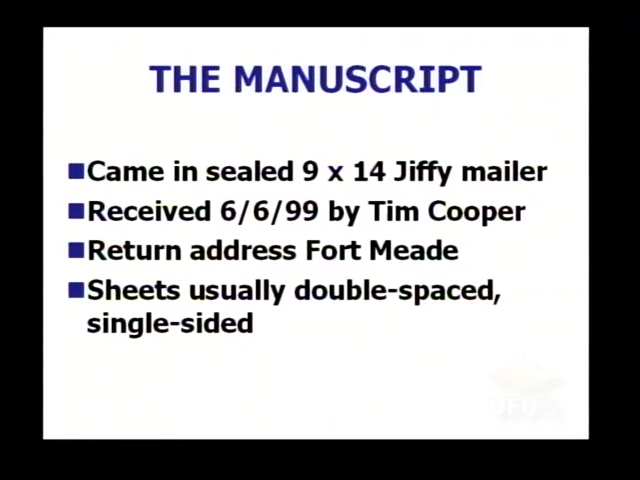 THE MANUSCRIPT
Came in sealed 9 x 14 Jiffy mailer
Received 6/6/99 by Tim Cooper
Return address Fort Meade
Sheets usually double-spaced,
single-sided
UFO